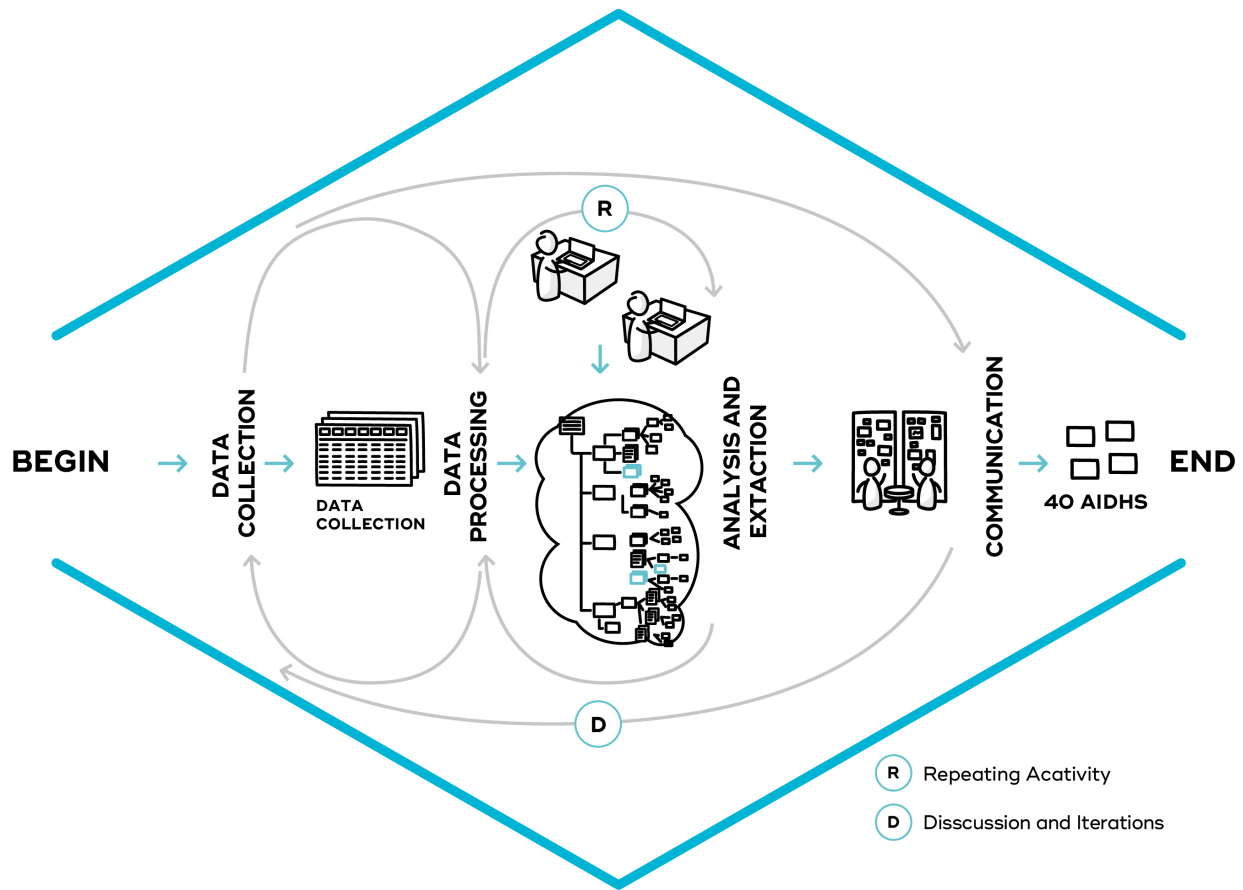 R
BEGIN
DATA
COLLECTION
DATA
COLLECTION
DATA
PROCESSING
ANALYSIS AND
EXTACTION
COMMUNICATION
40 AIDHS
END
D
R Repeating Acativity
D Disscussion and Iterations